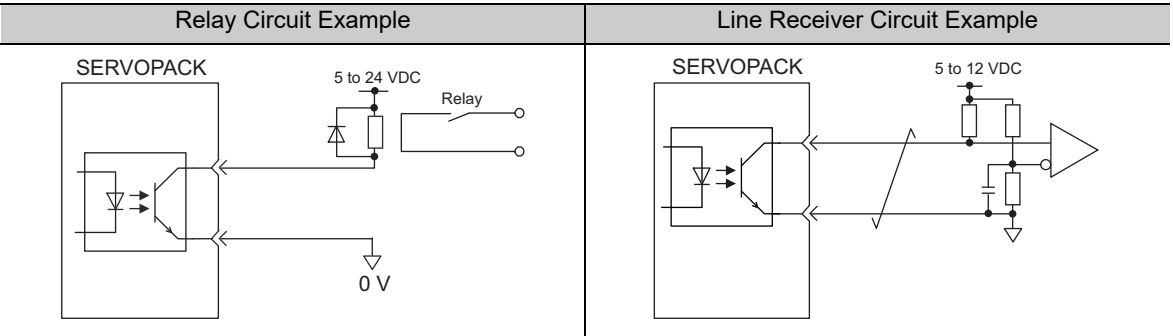 Relay Circuit Example
Line Receiver Circuit Example
SERVOPACK
5 to 24 VDC
Relay
0 V
SERVOPACK
5 to 12 VDC